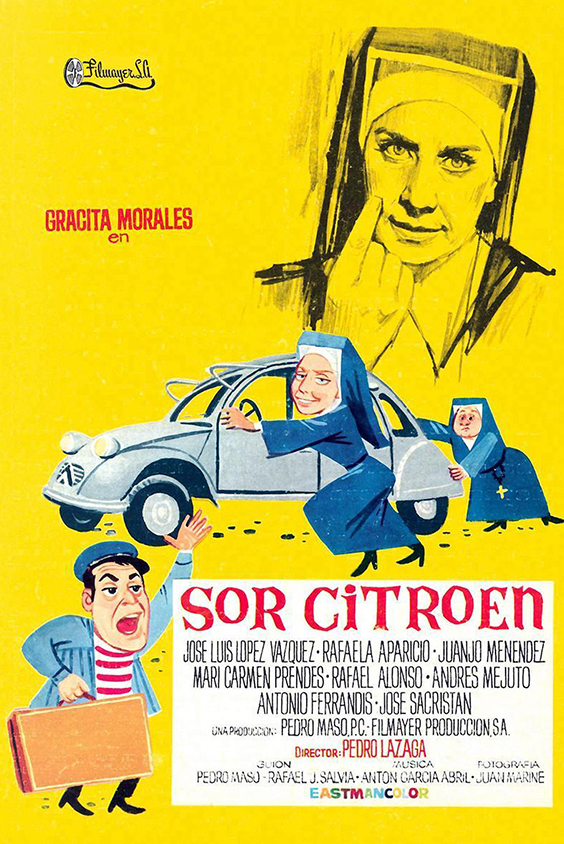 Filmayer S.A.
GRACITA MORALES
en
SOR CiTROEN
JOSE LUIS LOPEZ VAZQUEZ · RAFAELA APARICIO · JUANJO MENENDEZ
MARI CARMEN PRENDES · RAFAEL ALONSO · ANDRES MEJUTO
ANTONIO FERRANDIS · JOSE SACRISTAN
UNA PRODUCCION: PEDRO MASO, P.C.-FILMAYER PRODUCCION, S.A.
DIRECTOR: PEDRO LAZAGA
GUION MUSICA FOTOGRAFIA
PEDRO MASO - RAFAEL J. SALVIA · ANTON GARCIA ABRIL · JUAN MARINE
EASTMANCOLOR